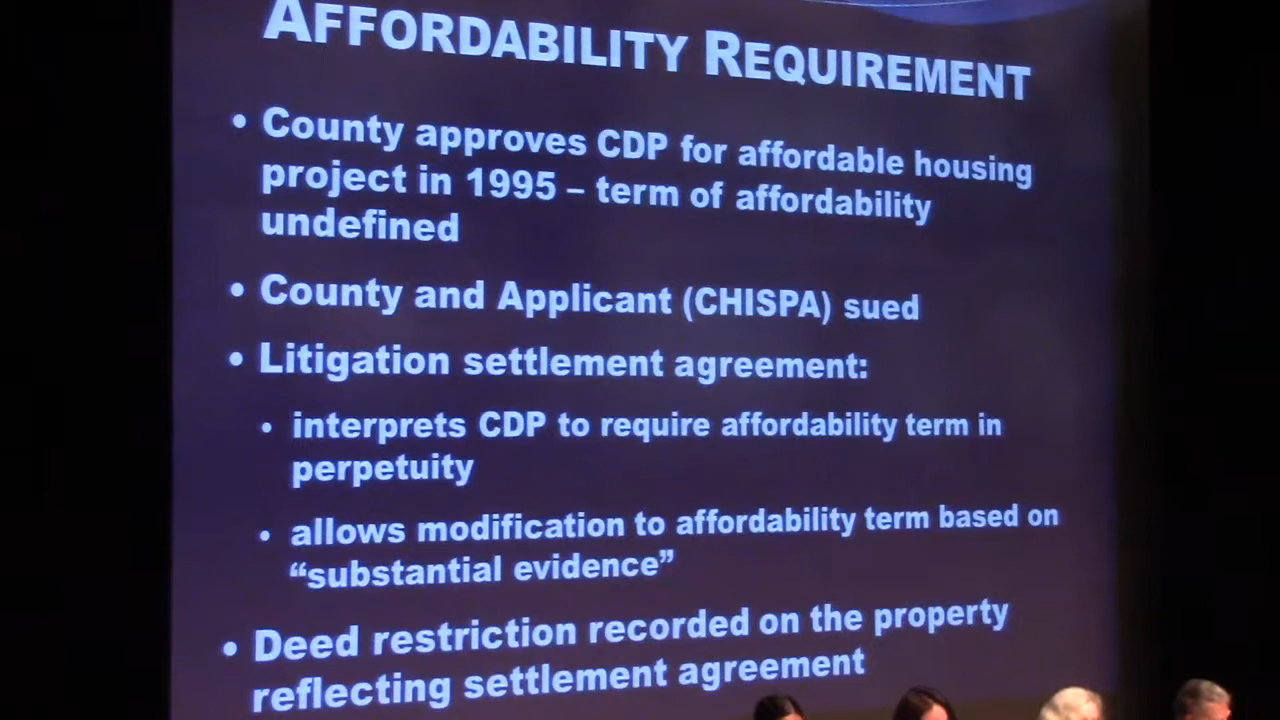 AFFORDABILITY REQUIREMENT
• County approves CDP for affordable housing
project in 1995 – term of affordability
undefined
• County and Applicant (CHISPA) sued
• Litigation settlement agreement:
• interprets CDP to require affordability term in
perpetuity
• allows modification to affordability term based on
“substantial evidence”
• Deed restriction recorded on the property
reflecting settlement agreement